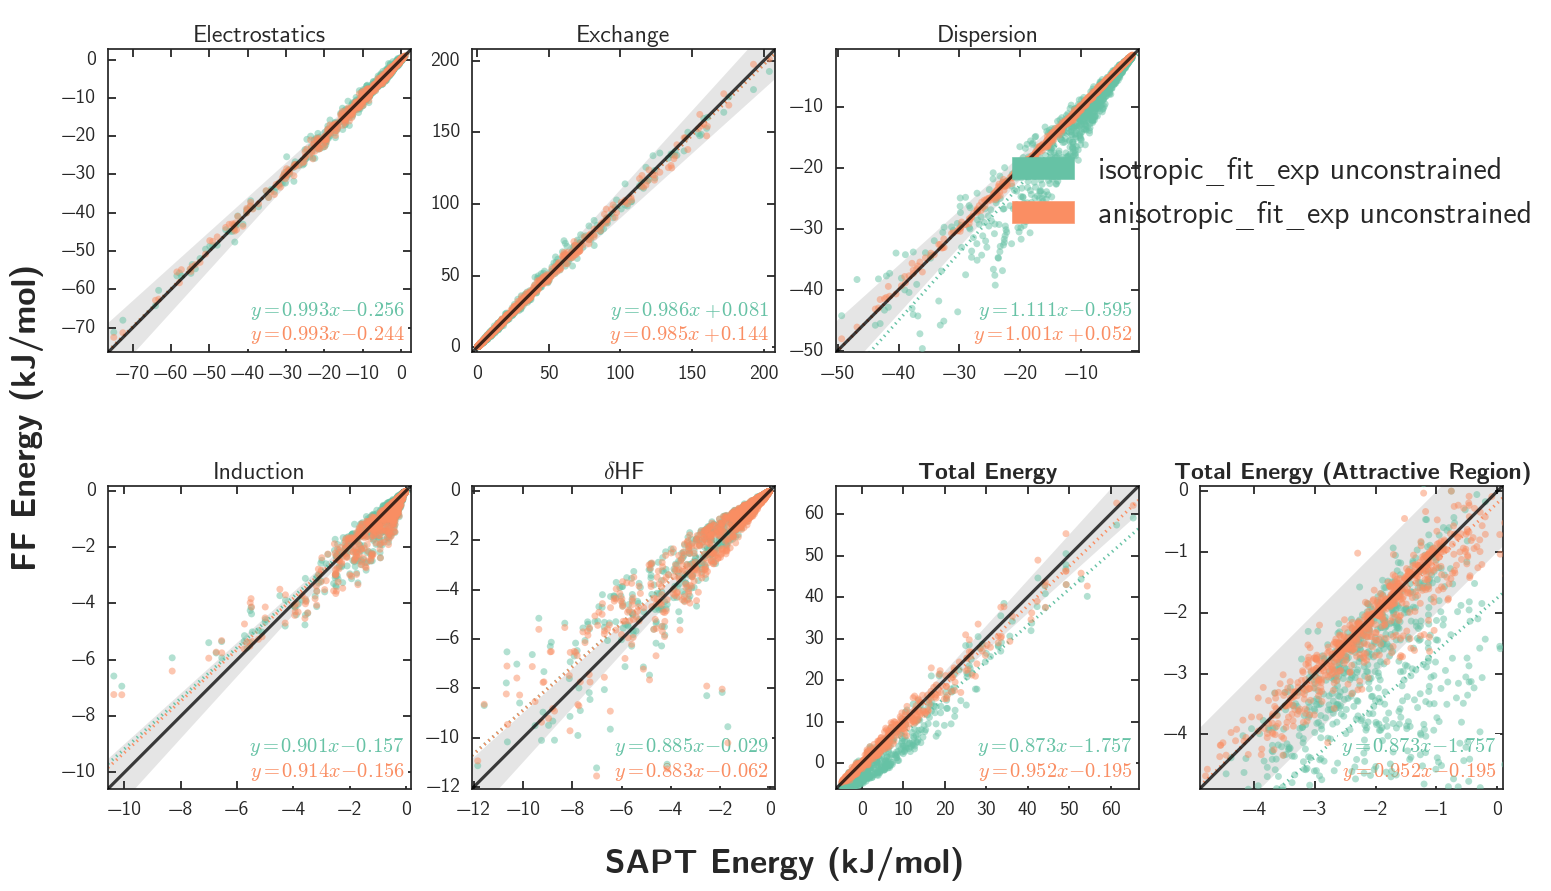 Electrostatics
0
−10
−20
−30
−40
−50
−60
−70
y=0.993x−0.256
y=0.993x−0.244
−70 −60 −50 −40 −30 −20 −10 0
Exchange
200
150
100
50
0
y=0.986x+0.081
y=0.985x+0.144
0 50 100 150 200
Dispersion
−10
−20
−30
−40
−50
y=1.111x−0.595
y=1.001x+0.052
−50 −40 −30 −20 −10
isotropic_fit_exp unconstrained
anisotropic_fit_exp unconstrained
FF Energy (kJ/mol)
Induction
0
−2
−4
−6
−8
−10
y=0.901x−0.157
y=0.914x−0.156
−10 −8 −6 −4 −2 0
δHF
0
−2
−4
−6
−8
−10
−12
y=0.885x−0.029
y=0.883x−0.062
−12 −10 −8 −6 −4 −2 0
Total Energy
60
50
40
30
20
10
0
y=0.873x−1.757
y=0.952x−0.195
0 10 20 30 40 50 60
Total Energy (Attractive Region)
0
−1
−2
−3
−4
y=0.873x−1.757
y=0.952x−0.195
−4 −3 −2 −1 0
SAPT Energy (kJ/mol)